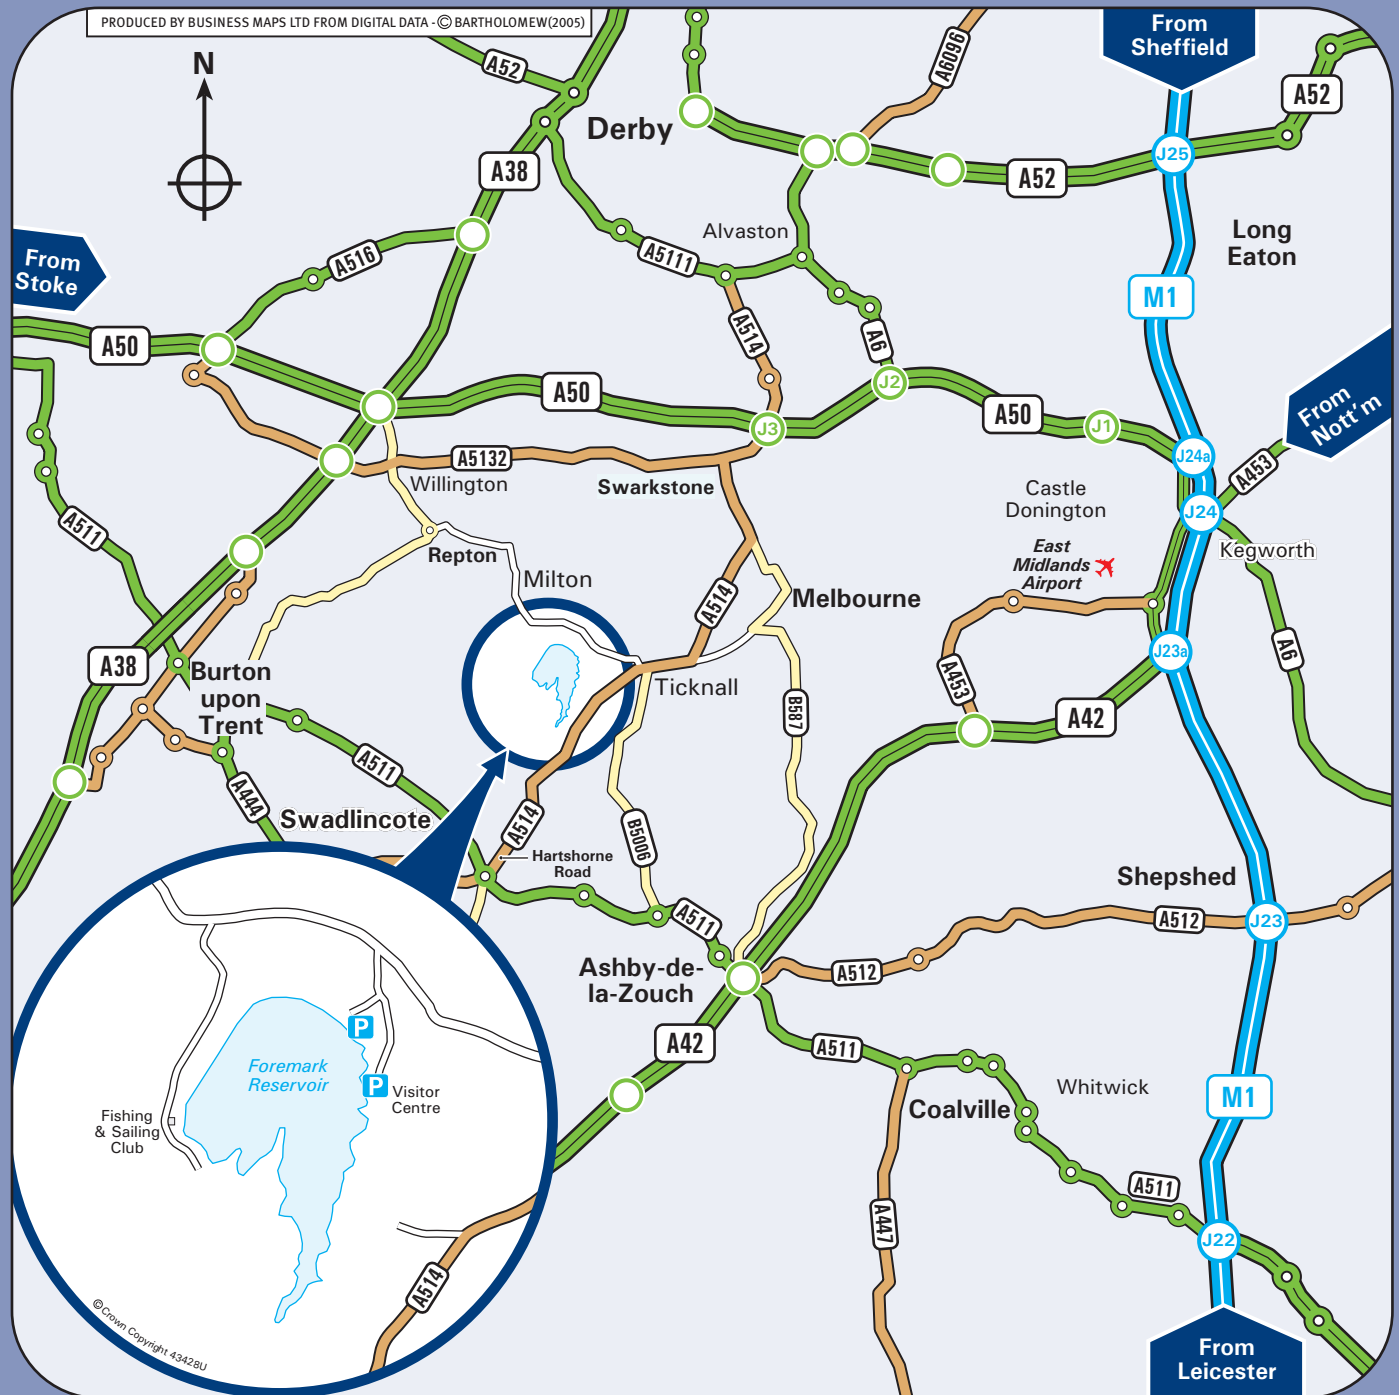 PRODUCED BY BUSINESS MAPS LTD FROM DIGITAL DATA - © BARTHOLOMEW(2005)
From
Sheffield
N
A52
A6096
A52
Derby
A38
A52
J25
Alvaston
Long
Eaton
A516
A5111
From
Stoke
M1
A514
A6
A50
J2
A50
A50
From
Nott'm
J3
J1
A5132
J24a
A453
Willington
Swarkstone
Castle
Donington
J24
A511
Repton
East
Midlands
Airport
Kegworth
Milton
A514
Melbourne
A38
Burton
upon
Trent
J23a
A6
Ticknall
A453
B587
A42
A511
A444
Swadlincote
A514
B5006
Hartshorne
Road
Shepshed
A511
A512
J23
Ashby-de-
la-Zouch
A512
A42
A511
P
Foremark
Reservoir
P
Visitor
Centre
Fishing
& Sailing
Club
Whitwick
Coalville
M1
A511
A447
J22
A514
© Crown Copyright 43428U
From
Leicester